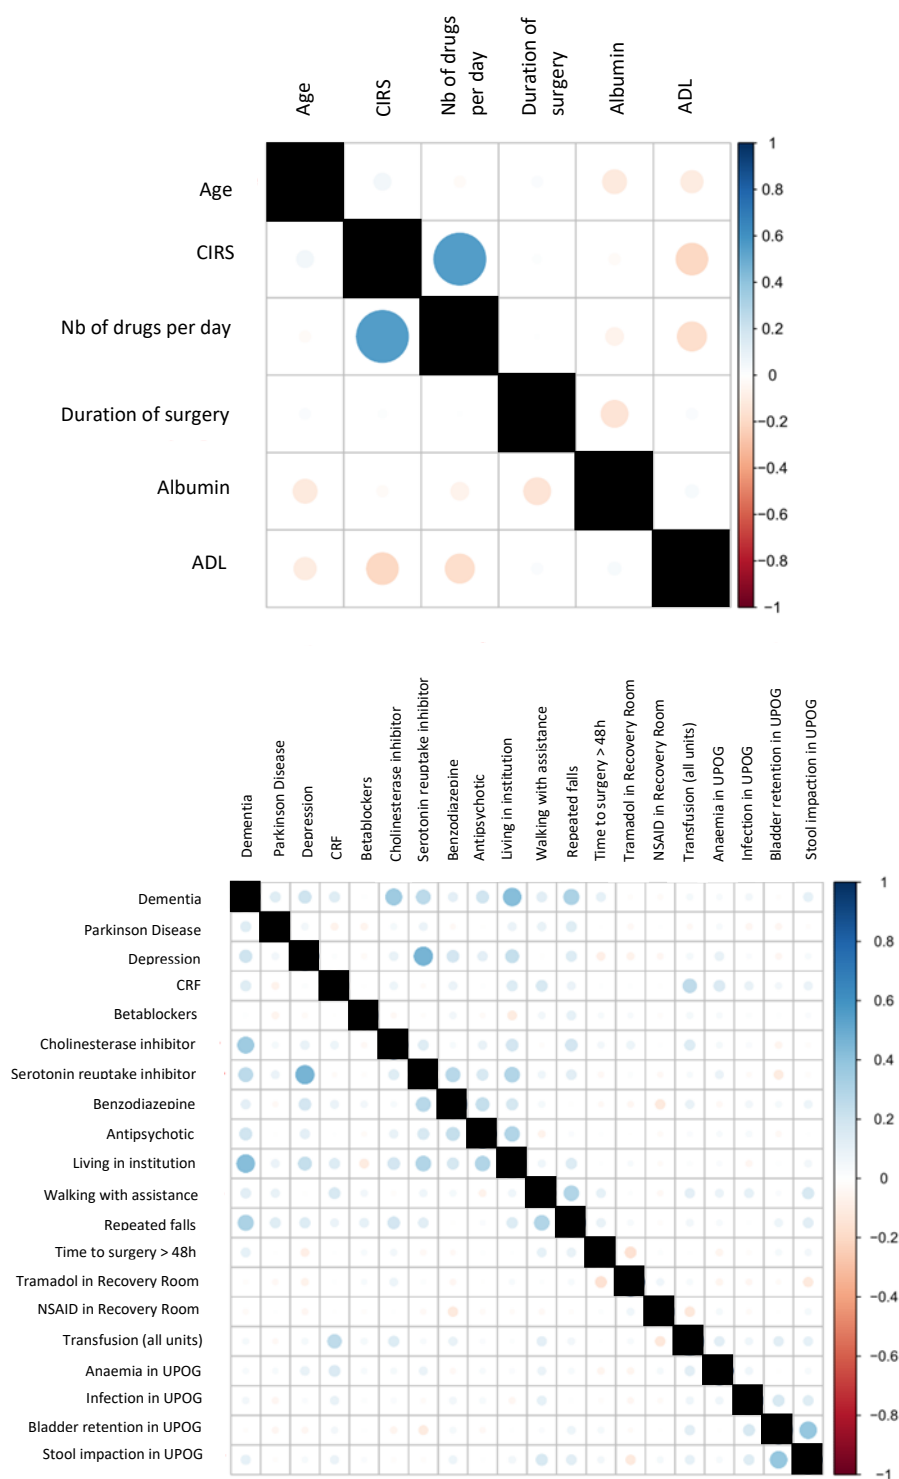 Age
CIRS
Nb of drugs
per day
Duration of
surgery
Albumin
ADL
Age
CIRS
Nb of drugs per day
Duration of surgery
Albumin
ADL
1
0.8
0.6
0.4
0.2
0
−0.2
−0.4
−0.6
−0.8
−1
Dementia
Parkinson Disease
Depression
CRF
Betablockers
Cholinesterase inhibitor
Serotonin reuptake inhibitor
Benzodiazepine
Antipsychotic
Living in institution
Walking with assistance
Repeated falls
Time to surgery > 48h
Tramadol in Recovery Room
NSAID in Recovery Room
Transfusion (all units)
Anaemia in UPOG
Infection in UPOG
Bladder retention in UPOG
Stool impaction in UPOG
Dementia
Parkinson Disease
Depression
CRF
Betablockers
Cholinesterase inhibitor
Serotonin reuptake inhibitor
Benzodiazepine
Antipsychotic
Living in institution
Walking with assistance
Repeated falls
Time to surgery > 48h
Tramadol in Recovery Room
NSAID in Recovery Room
Transfusion (all units)
Anaemia in UPOG
Infection in UPOG
Bladder retention in UPOG
Stool impaction in UPOG
1
0.8
0.6
0.4
0.2
0
−0.2
−0.4
−0.6
−0.8
−1